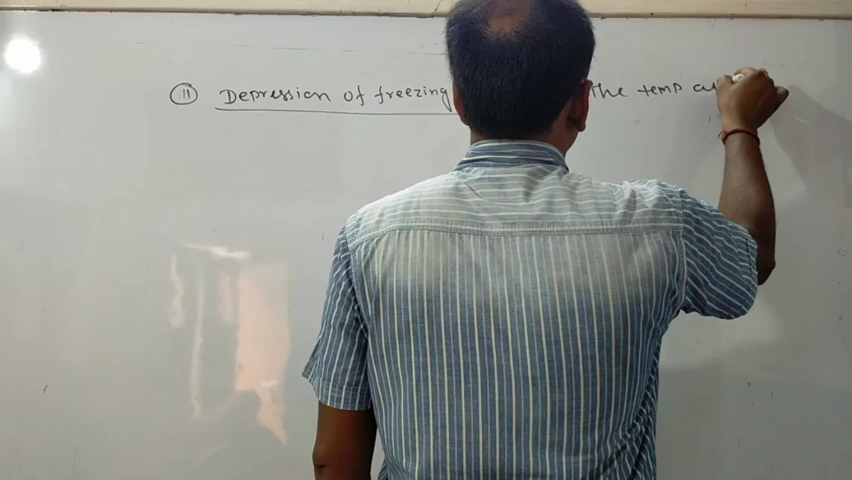 (11) Depression of freezing the temp